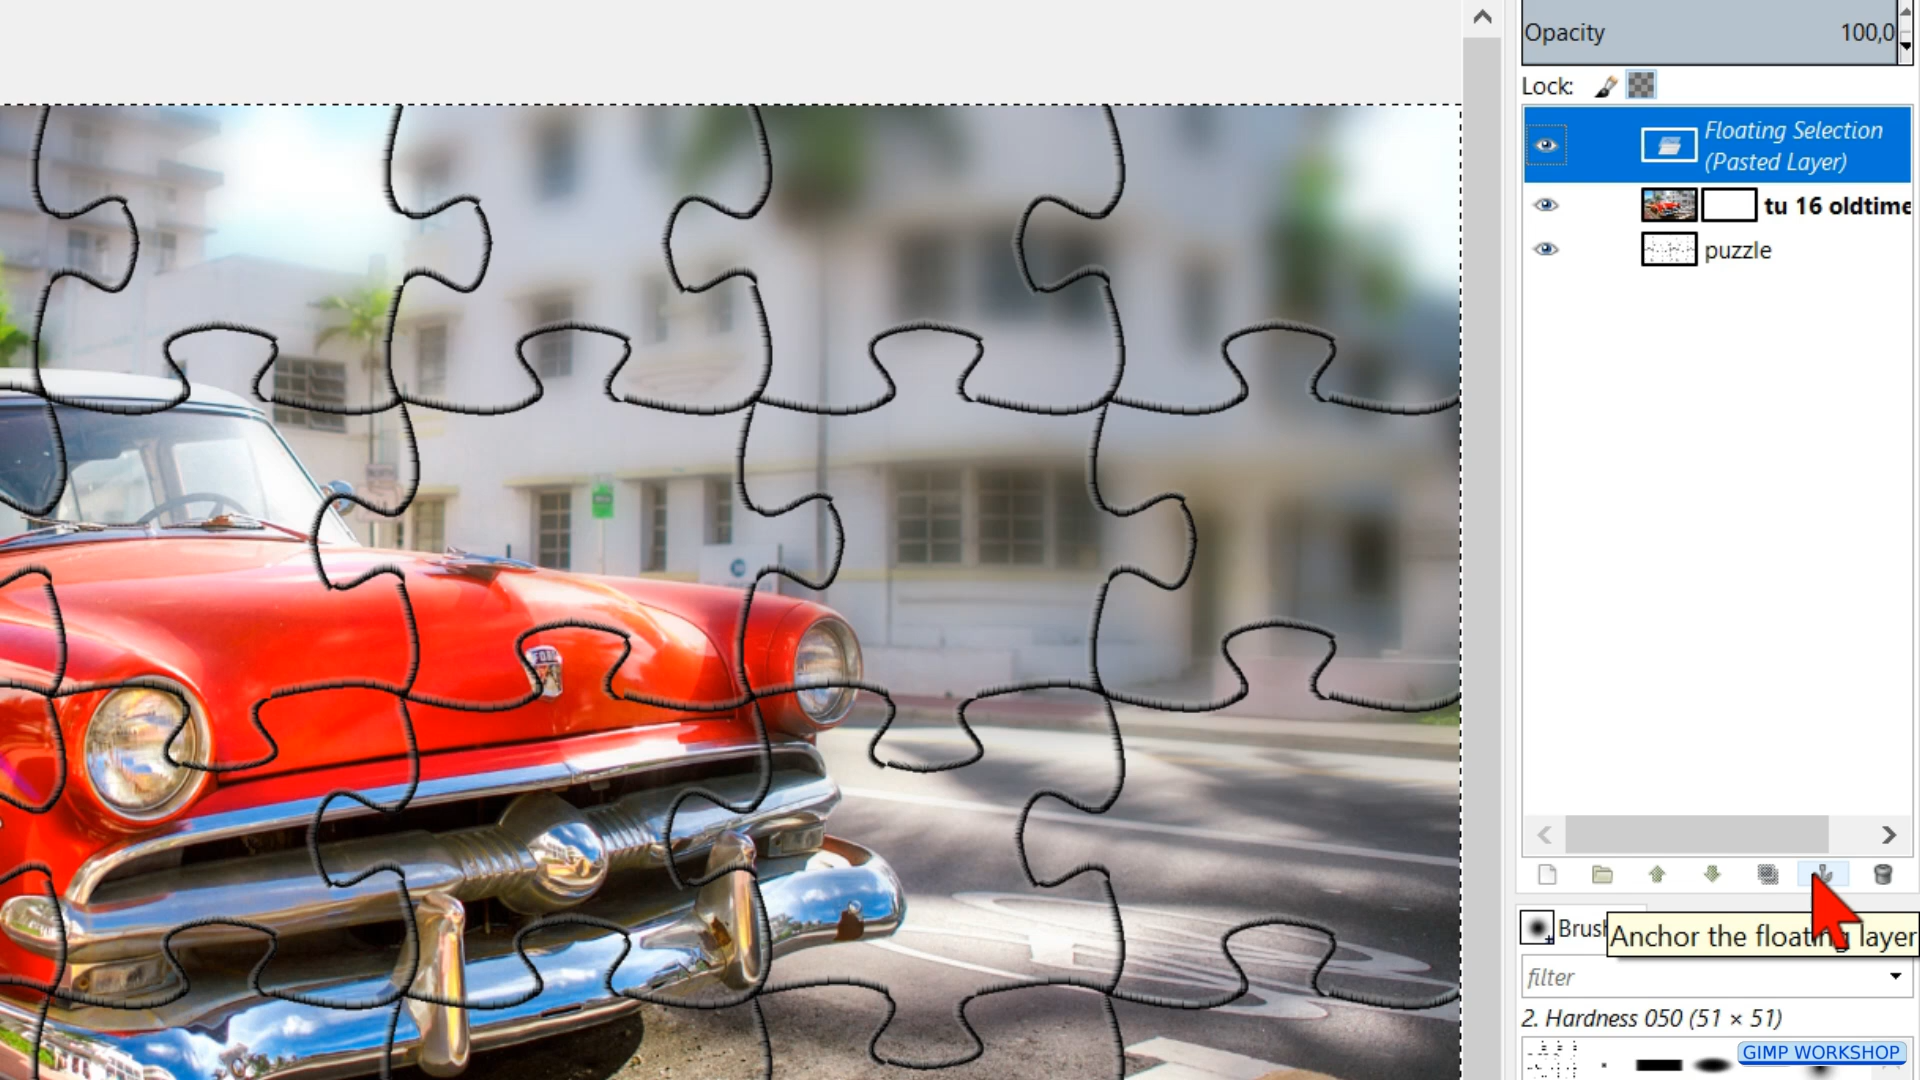 Opacity 100,0
Lock:
Floating Selection
(Pasted Layer)
tu 16 oldtime
puzzle
Anchor the floating layer
filter
2. Hardness 050 (51 × 51)
GIMP WORKSHOP